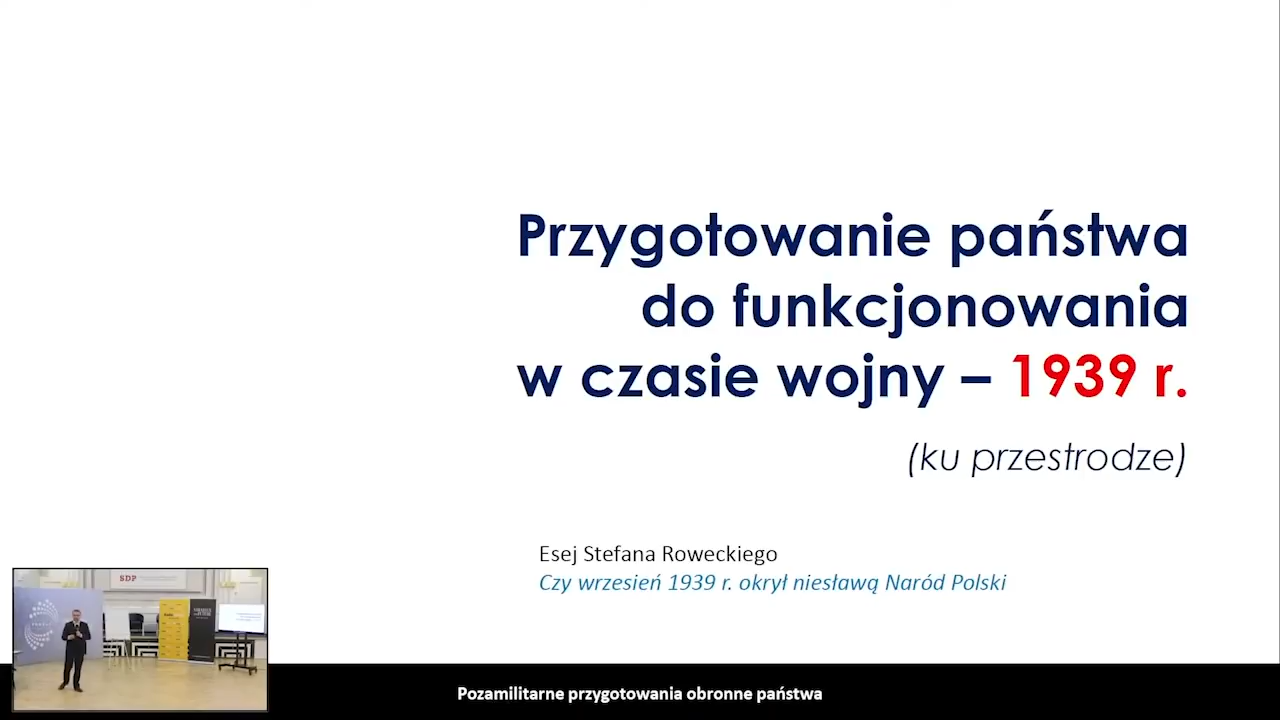 Przygotowanie państwa
do funkcjonowania
w czasie wojny – 1939 r.
(ku przestrodze)
Esej Stefana Roweckiego
Czy wrzesień 1939 r. okrył niesławą Naród Polski
SDP
Pozamilitarne przygotowania obronne państwa